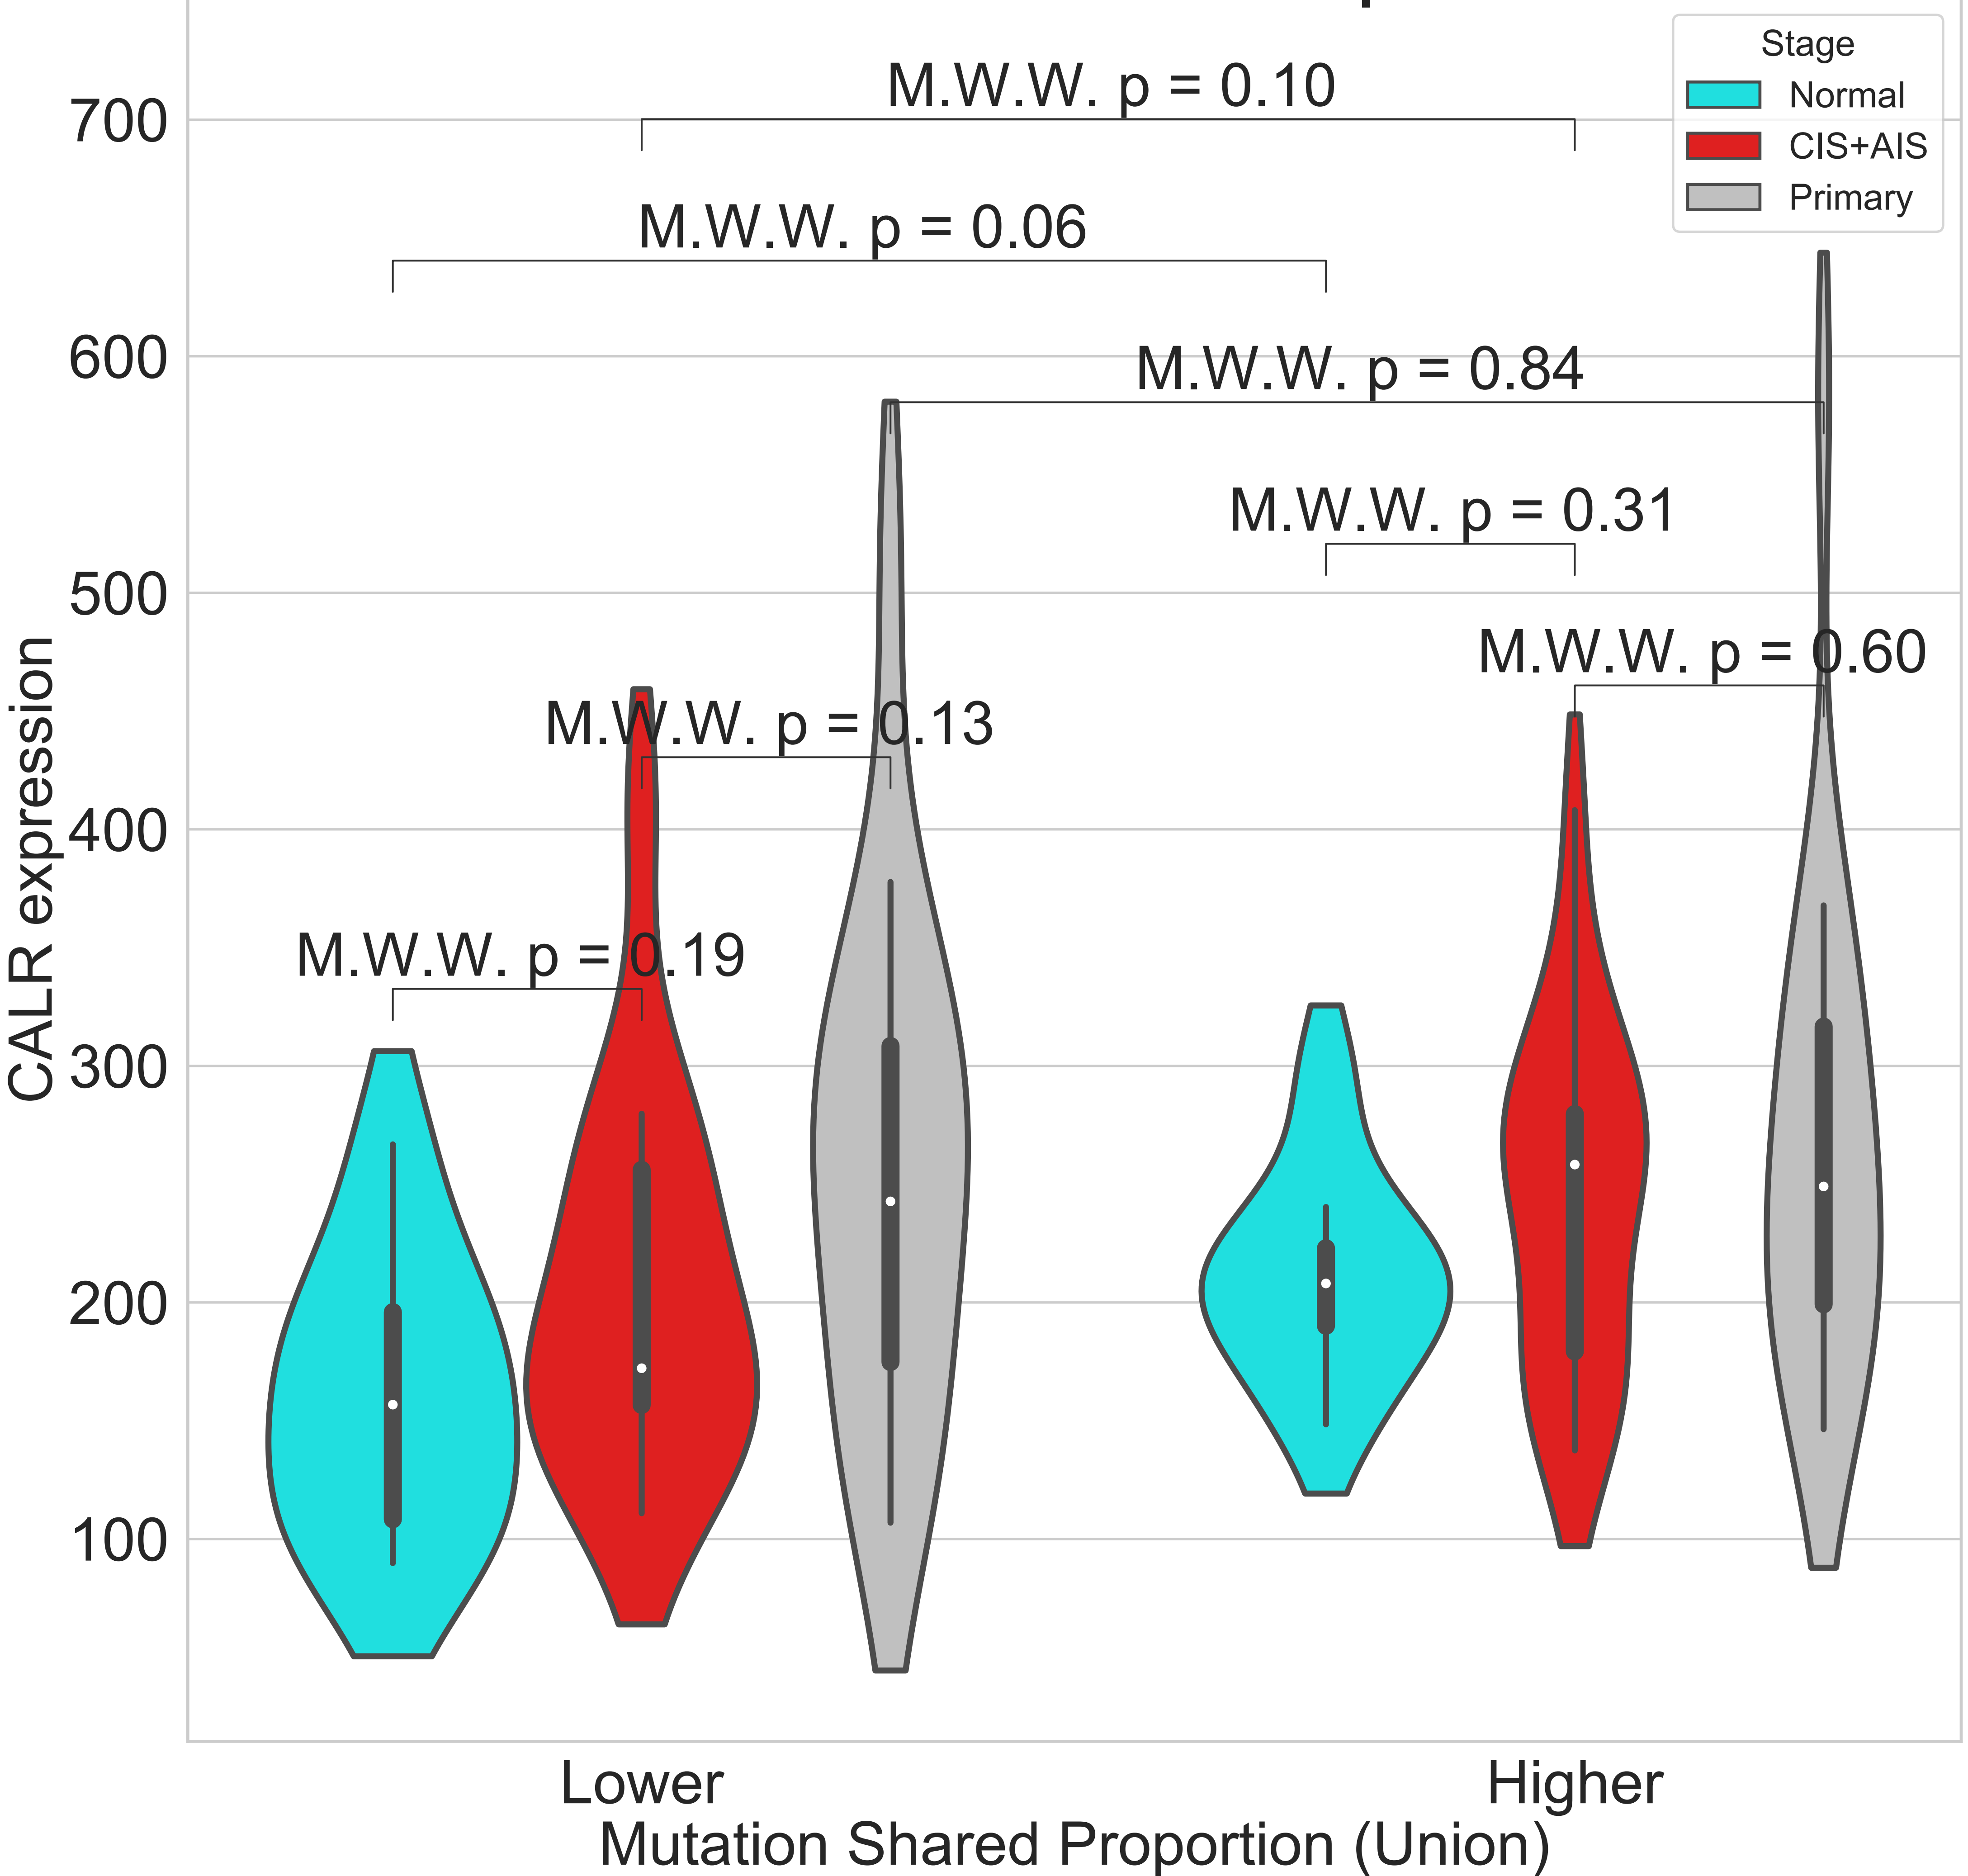 Stage
Normal
CIS+AIS
Primary
M.W.W. p = 0.10
M.W.W. p = 0.06
M.W.W. p = 0.84
M.W.W. p = 0.31
M.W.W. p = 0.60
M.W.W. p = 0.13
M.W.W. p = 0.19
700
600
500
400
300
200
100
CALR expression
Lower
Higher
Mutation Shared Proportion (Union)